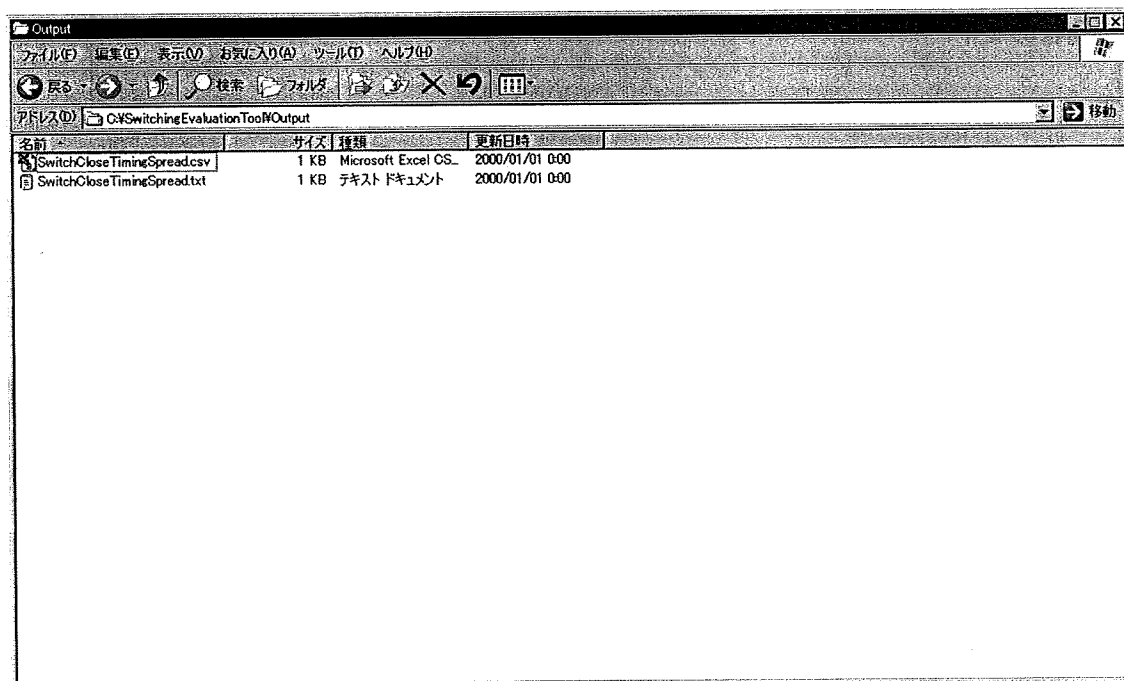 Output
ファイル(F) 編集(E) 表示(V) お気に入り(A) ツール(T) ヘルプ(H)
戻る 検索 フォルダ
アドレス(D) C:¥SwitchingEvaluationTool¥Output 移動
名前 サイズ 種類 更新日時
SwitchCloseTimingSpread.csv 1 KB Microsoft Excel CS... 2000/01/01 0:00
SwitchCloseTimingSpread.txt 1 KB テキスト ドキュメント 2000/01/01 0:00